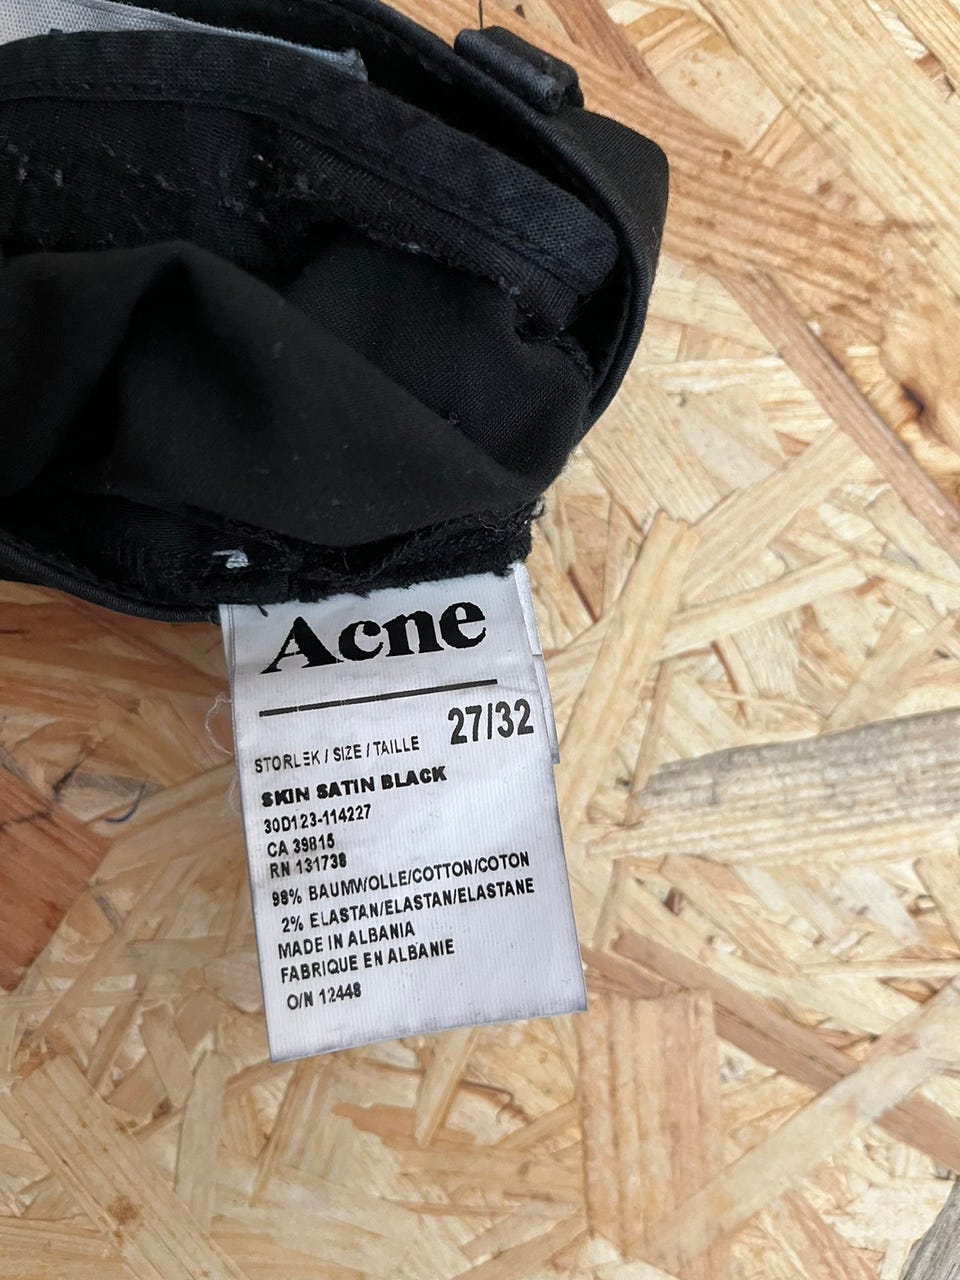 Acne
27/32
STORLEK / SIZE / TAILLE
SKIN SATIN BLACK
30D123-114227
CA 39815
RN 131738
98% BAUMWOLLE/COTTON/COTON
2% ELASTAN/ELASTAN/ELASTANE
MADE IN ALBANIA
FABRIQUE EN ALBANIE
O/N 12448